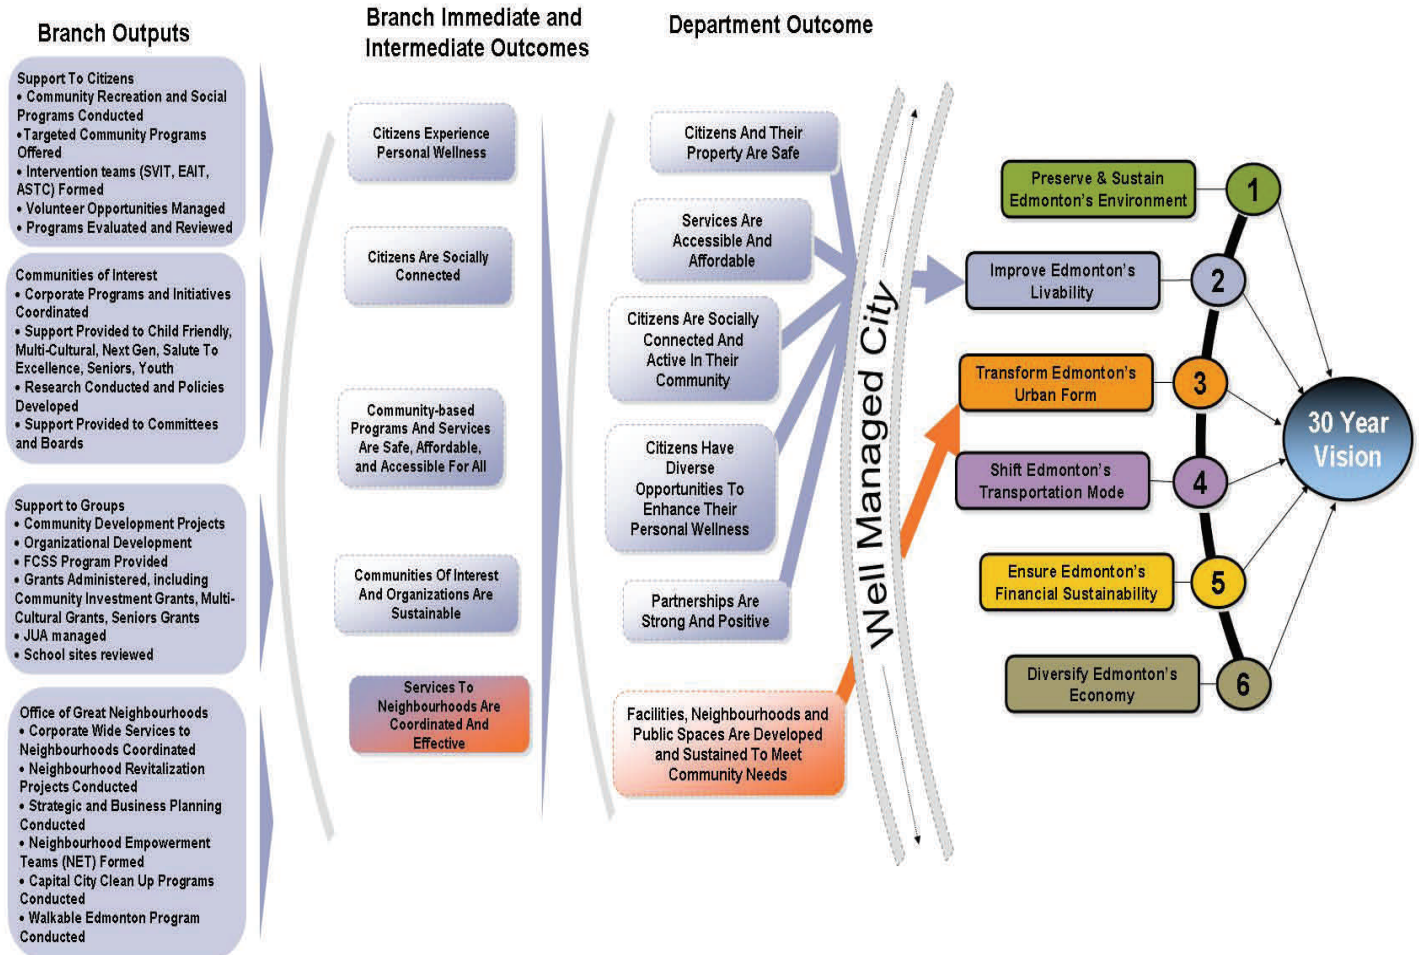 Branch Outputs
Support To Citizens
• Community Recreation and Social
Programs Conducted
•Targeted Community Programs
Offered
• Intervention teams (SVIT, EAIT,
ASTC) Formed
• Volunteer Opportunities Managed
• Programs Evaluated and Reviewed
Communities of Interest
• Corporate Programs and Initiatives
Coordinated
• Support Provided to Child Friendly,
Multi-Cultural, Next Gen, Salute To
Excellence, Seniors, Youth
• Research Conducted and Policies
Developed
• Support Provided to Committees
and Boards
Support to Groups
• Community Development Projects
• Organizational Development
• FCSS Program Provided
• Grants Administered, including
Community Investment Grants, Multi-
Cultural Grants, Seniors Grants
• JUA managed
• School sites reviewed
Office of Great Neighbourhoods
• Corporate Wide Services to
Neighbourhoods Coordinated
• Neighbourhood Revitalization
Projects Conducted
• Strategic and Business Planning
Conducted
• Neighbourhood Empowerment
Teams (NET) Formed
• Capital City Clean Up Programs
Conducted
• Walkable Edmonton Program
Conducted
Branch Immediate and
Intermediate Outcomes
Citizens Experience
Personal Wellness
Citizens Are Socially
Connected
Community-based
Programs And Services
Are Safe, Affordable,
and Accessible For All
Communities Of Interest
And Organizations Are
Sustainable
Services To
Neighbourhoods Are
Coordinated And
Effective
Department Outcome
Citizens And Their
Property Are Safe
Services Are
Accessible And
Affordable
Citizens Are Socially
Connected And
Active In Their
Community
Citizens Have
Diverse
Opportunities To
Enhance Their
Personal Wellness
Partnerships Are
Strong And Positive
Facilities, Neighbourhoods and
Public Spaces Are Developed
and Sustained To Meet
Community Needs
Well Managed City
Preserve & Sustain
Edmonton's Environment
1
Improve Edmonton's
Livability
2
Transform Edmonton's
Urban Form
3
Shift Edmonton's
Transportation Mode
4
Ensure Edmonton's
Financial Sustainability
5
Diversify Edmonton's
Economy
6
30 Year
Vision